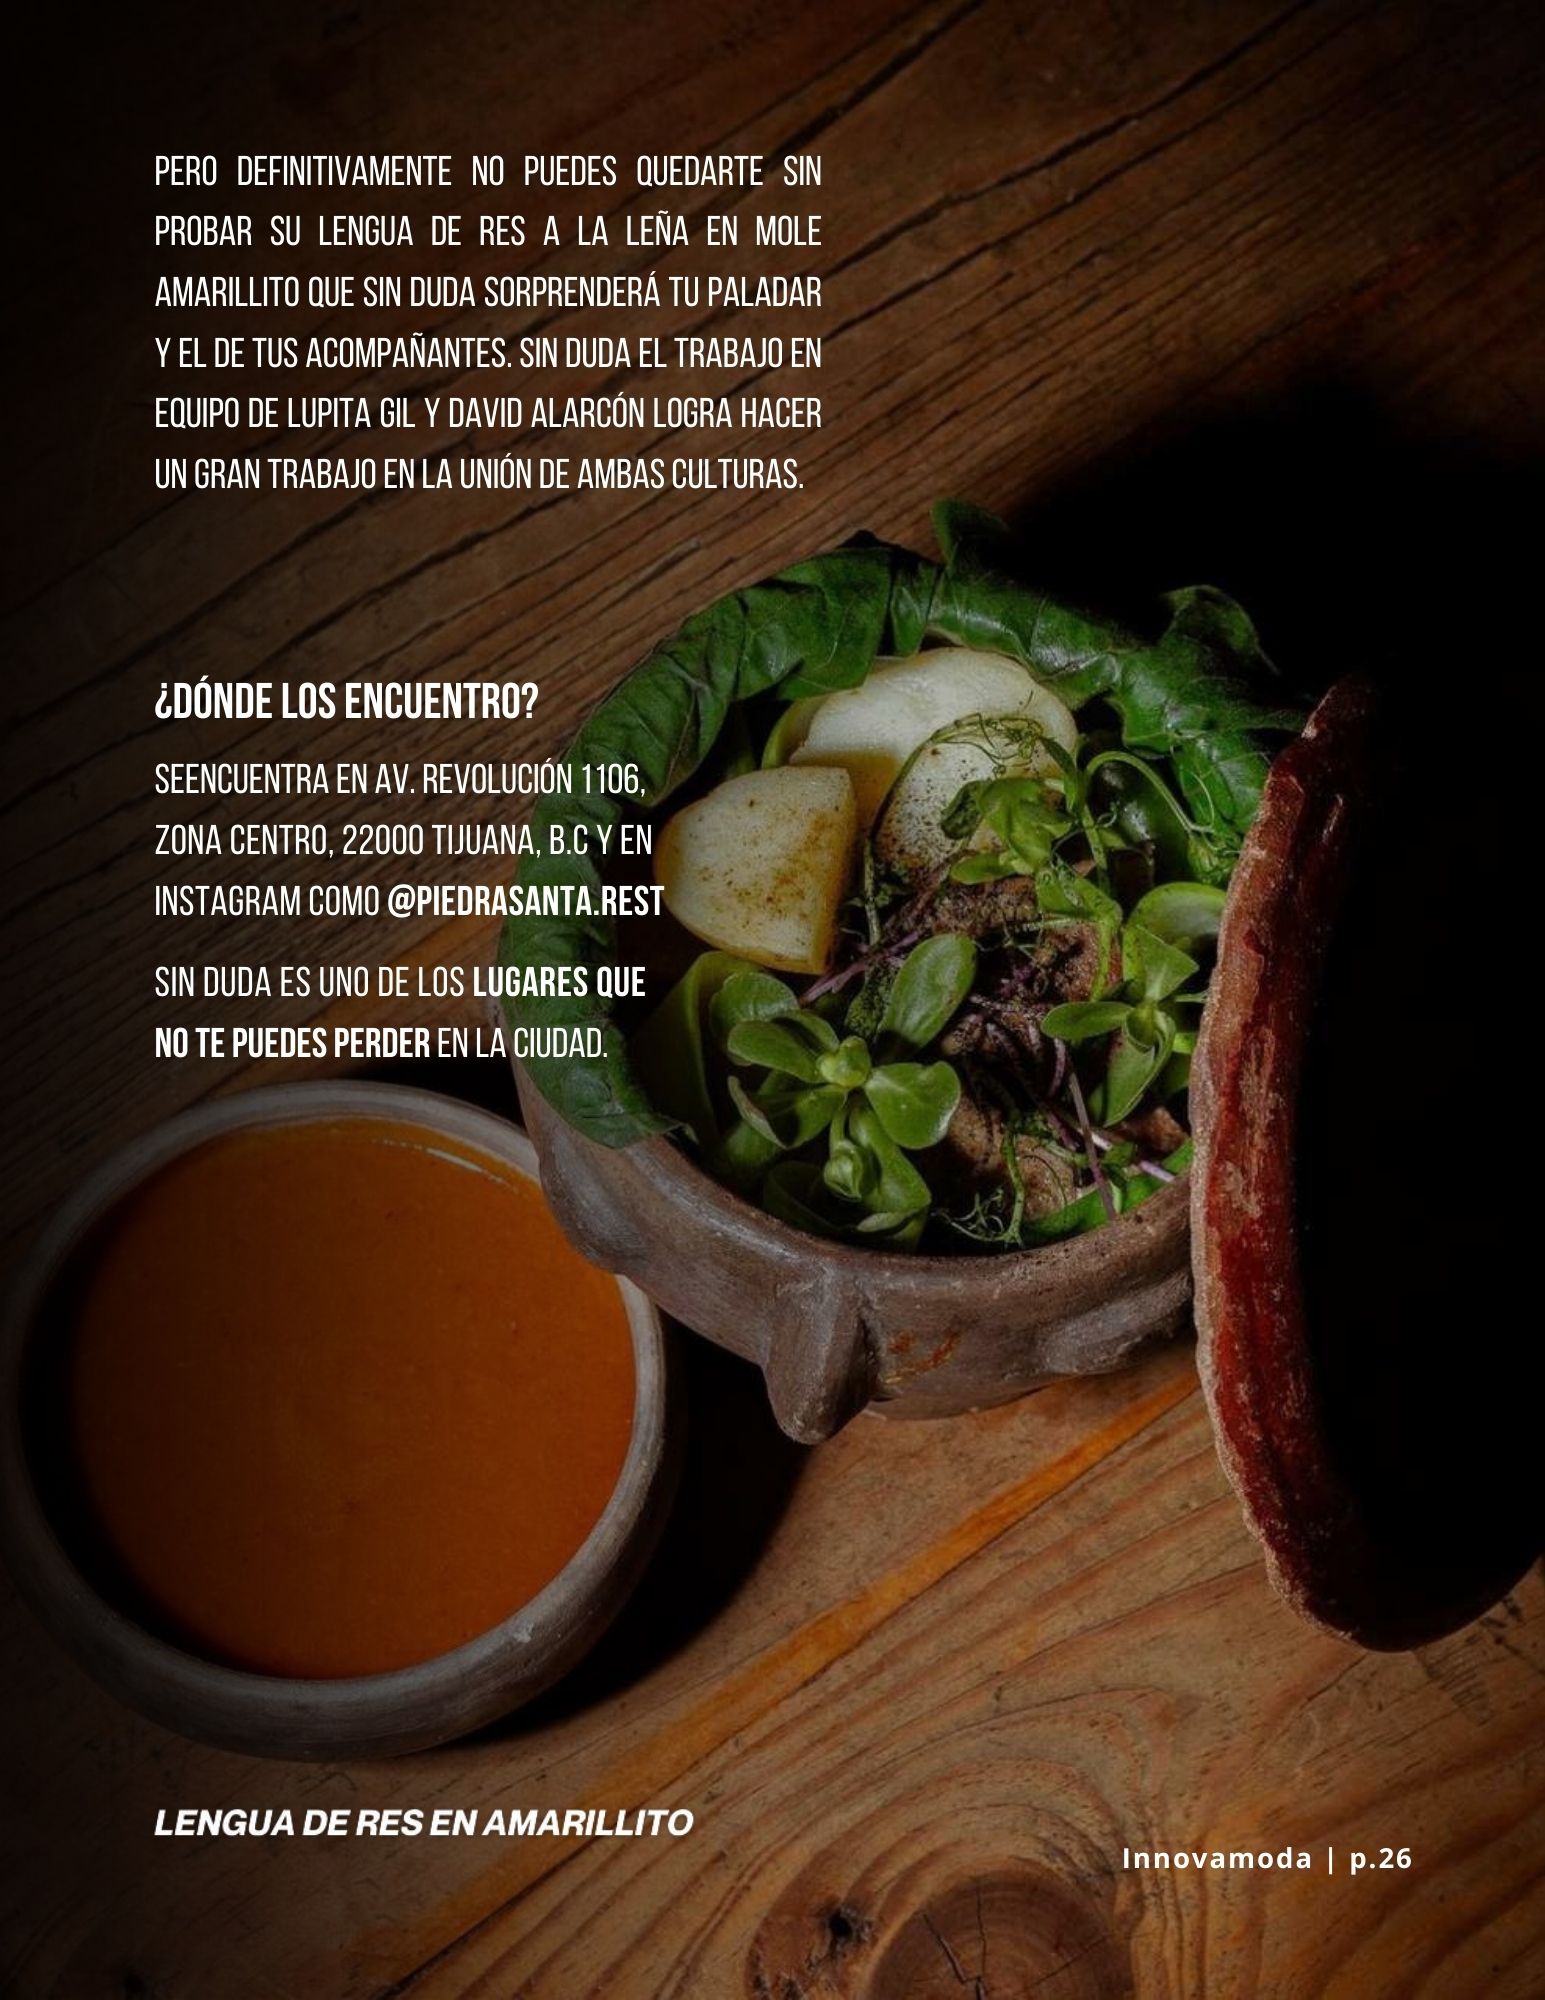 PERO DEFINITIVAMENTE NO PUEDES QUEDARTE SIN
PROBAR SU LENGUA DE RES A LA LEÑA EN MOLE
AMARILLITO QUE SIN DUDA SORPRENDERÁ TU PALADAR
Y EL DE TUS ACOMPAÑANTES. SIN DUDA EL TRABAJO EN
EQUIPO DE LUPITA GIL Y DAVID ALARCÓN LOGRA HACER
UN GRAN TRABAJO EN LA UNIÓN DE AMBAS CULTURAS.
¿DÓNDE LOS ENCUENTRO?
SEENCUENTRA EN AV. REVOLUCIÓN 1106,
ZONA CENTRO, 22000 TIJUANA, B.C Y EN
INSTAGRAM COMO @PIEDRASANTA.REST
SIN DUDA ES UNO DE LOS LUGARES QUE
NO TE PUEDES PERDER EN LA CIUDAD.
LENGUA DE RES EN AMARILLITO
Innovamoda | p.26